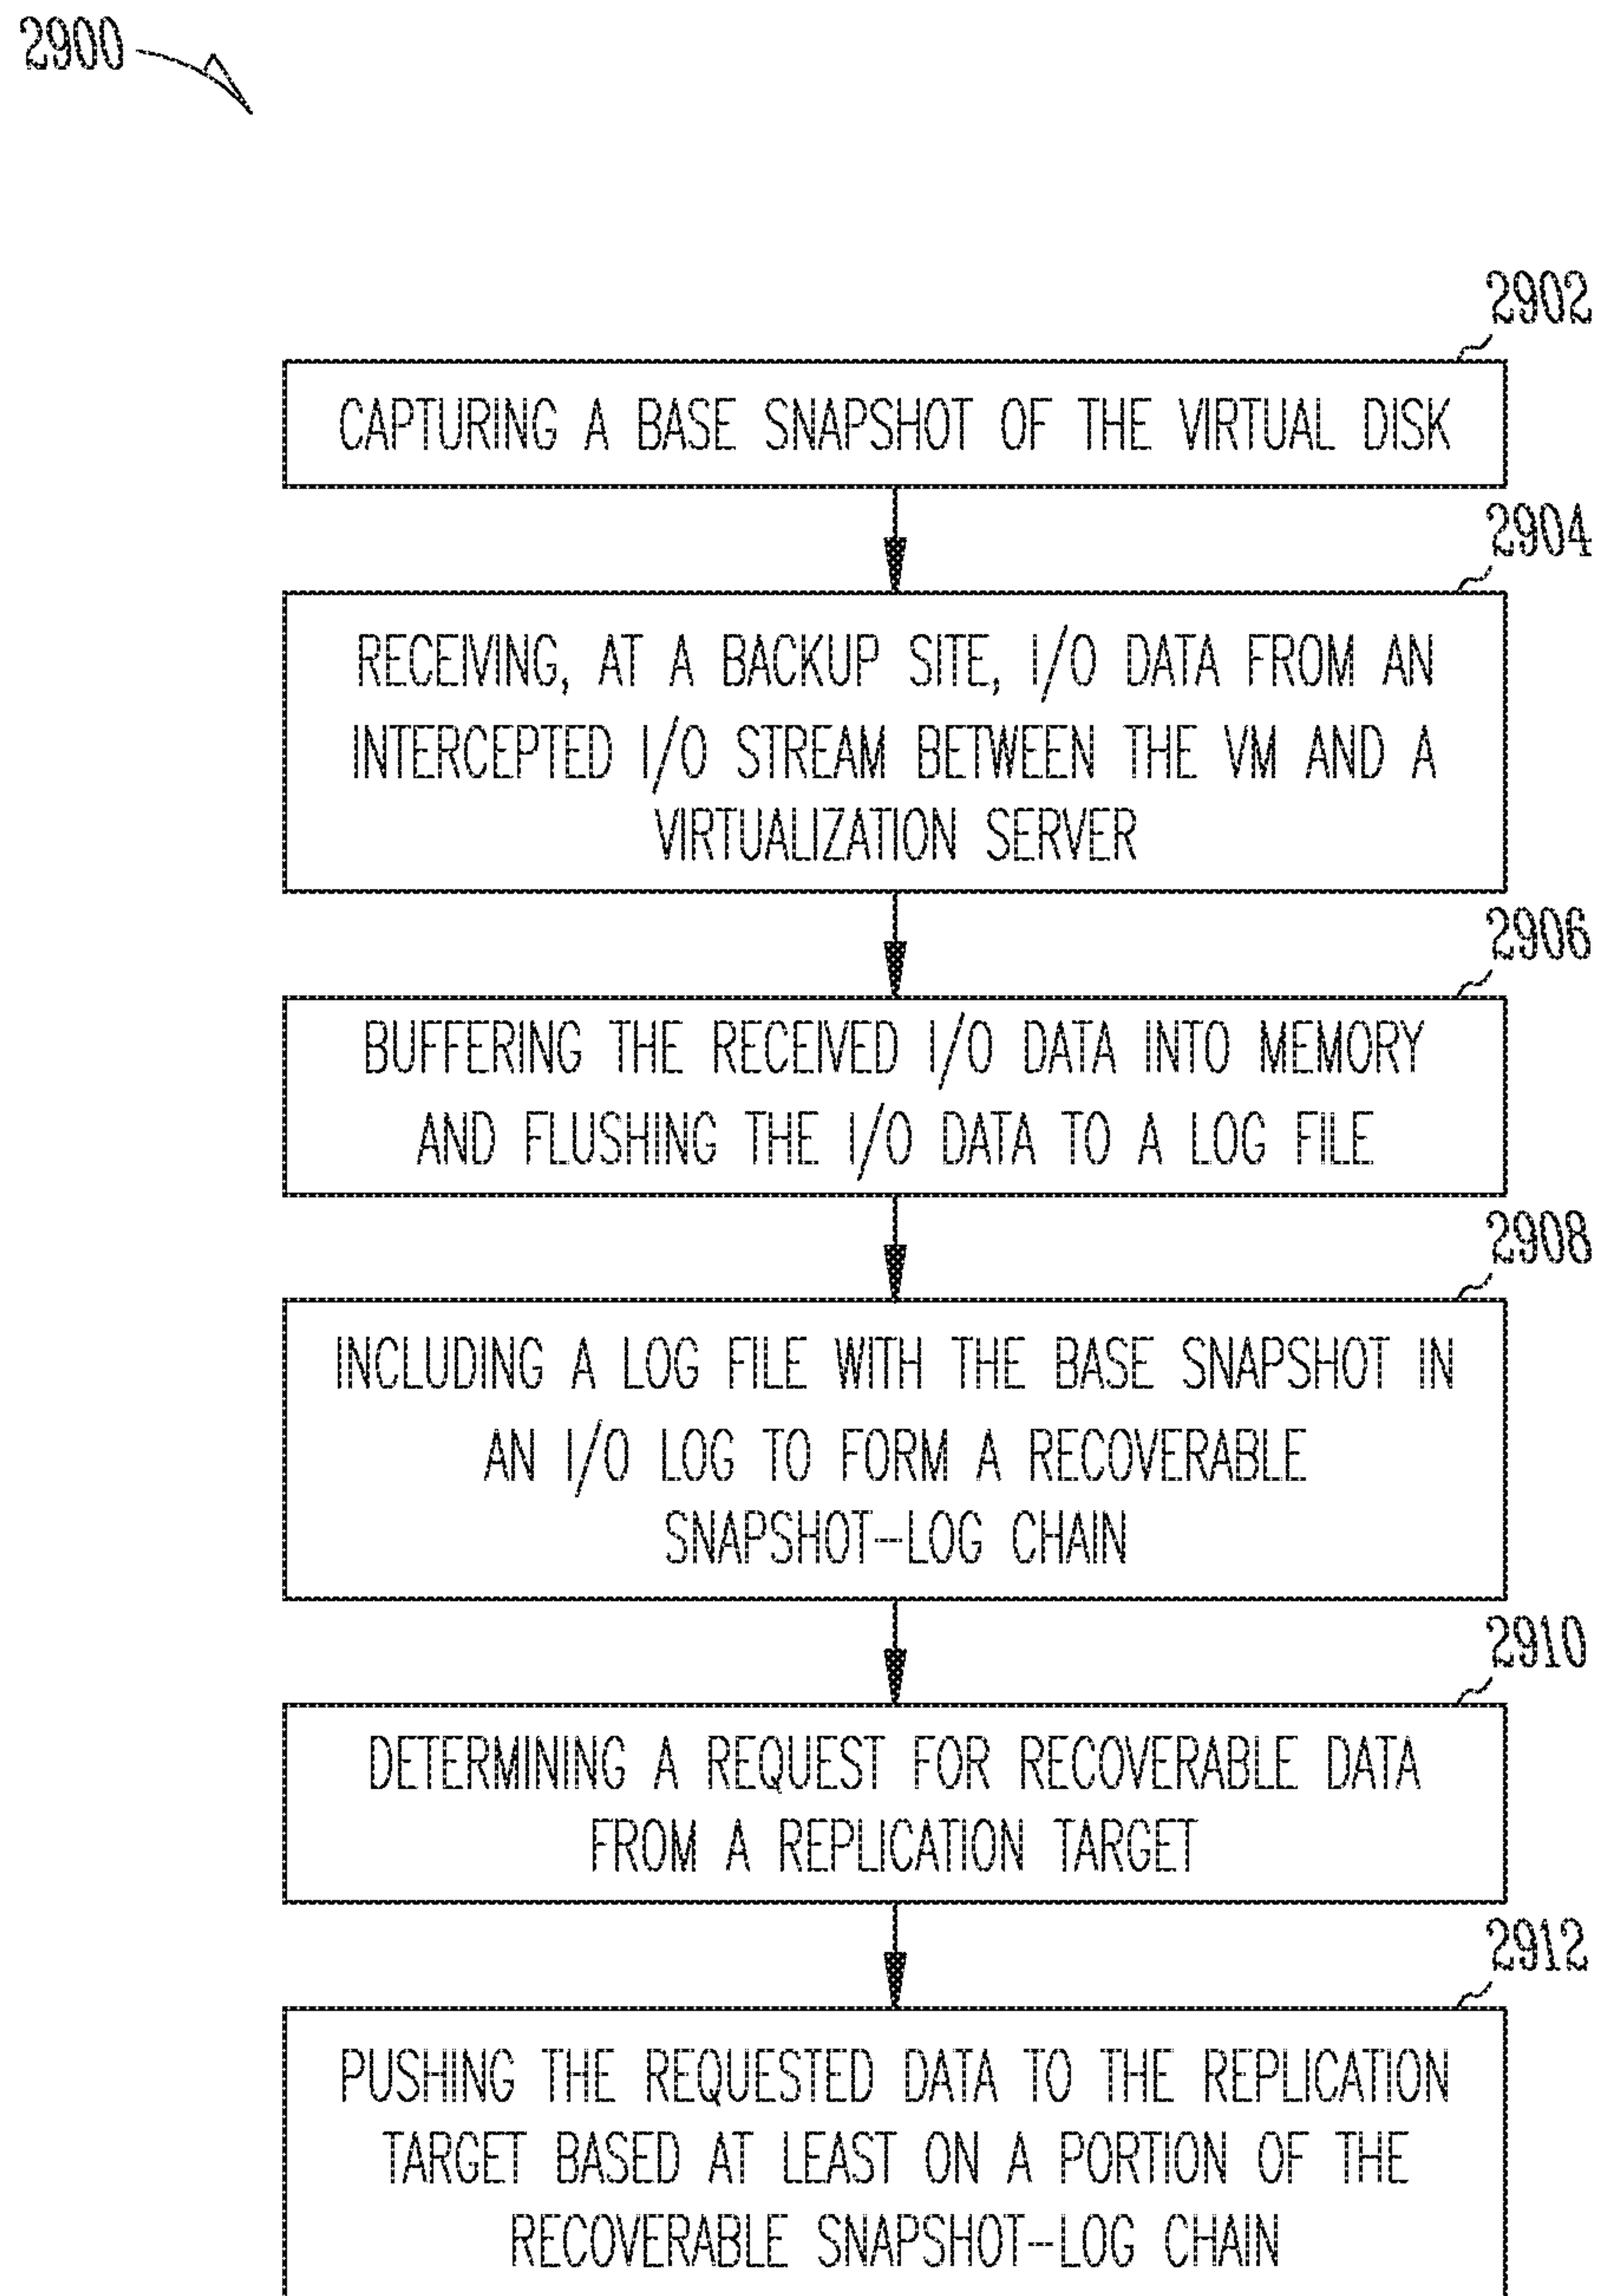 2900
2902
CAPTURING A BASE SNAPSHOT OF THE VIRTUAL DISK
2904
RECEIVING, AT A BACKUP SITE, I/O DATA FROM AN
INTERCEPTED I/O STREAM BETWEEN THE VM AND A
VIRTUALIZATION SERVER
2906
BUFFERING THE RECEIVED I/O DATA INTO MEMORY
AND FLUSHING THE I/O DATA TO A LOG FILE
2908
INCLUDING A LOG FILE WITH THE BASE SNAPSHOT IN
AN I/O LOG TO FORM A RECOVERABLE
SNAPSHOT--LOG CHAIN
2910
DETERMINING A REQUEST FOR RECOVERABLE DATA
FROM A REPLICATION TARGET
2912
PUSHING THE REQUESTED DATA TO THE REPLICATION
TARGET BASED AT LEAST ON A PORTION OF THE
RECOVERABLE SNAPSHOT--LOG CHAIN